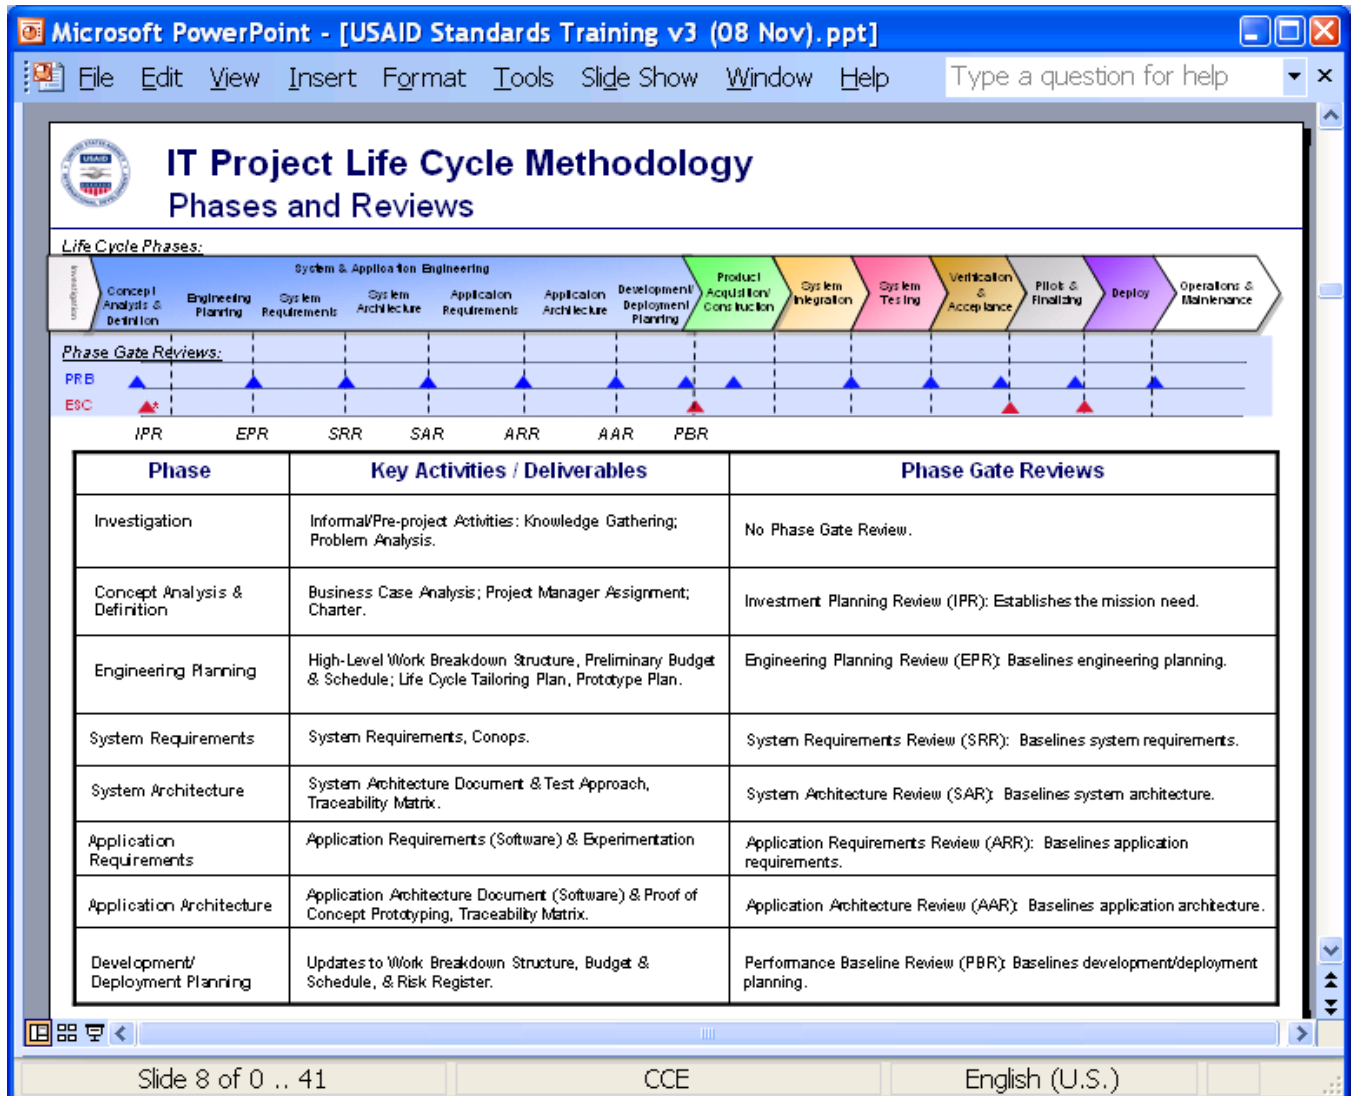 Microsoft PowerPoint - [USAID Standards Training v3 (08 Nov).ppt]
File Edit View Insert Format Tools Slide Show Window Help Type a question for help
USAID
IT Project Life Cycle Methodology
Phases and Reviews
Life Cycle Phases:
Investigation
System & Application Engineering
Concept
Analysis &
Definition
Engineering
Planning
System
Requirements
System
Architecture
Application
Requirements
Application
Architecture
Development/
Deployment
Planning
Product
Acquisition/
Construction
System
Integration
System
Testing
Verification
&
Acceptance
Pilot &
Finalizing
Deploy
Operations &
Maintenance
Phase Gate Reviews:
PRB
ESC
*
IPR EPR SRR SAR ARR AAR PBR
Phase Key Activities / Deliverables Phase Gate Reviews
Investigation
Informal/Pre-project Activities: Knowledge Gathering;
Problem Analysis.
No Phase Gate Review.
Concept Analysis &
Definition
Business Case Analysis; Project Manager Assignment;
Charter.
Investment Planning Review (IPR): Establishes the mission need.
Engineering Planning
High-Level Work Breakdown Structure, Preliminary Budget
& Schedule; Life Cycle Tailoring Plan, Prototype Plan.
Engineering Planning Review (EPR): Baselines engineering planning.
System Requirements
System Requirements, Conops.
System Requirements Review (SRR): Baselines system requirements.
System Architecture
System Architecture Document & Test Approach,
Traceability Matrix.
System Architecture Review (SAR): Baselines system architecture.
Application
Requirements
Application Requirements (Software) & Experimentation
Application Requirements Review (ARR): Baselines application
requirements.
Application Architecture
Application Architecture Document (Software) & Proof of
Concept Prototyping, Traceability Matrix.
Application Architecture Review (AAR): Baselines application architecture.
Development/
Deployment Planning
Updates to Work Breakdown Structure, Budget &
Schedule, & Risk Register.
Performance Baseline Review (PBR): Baselines development/deployment
planning.
Slide 8 of 0 .. 41 CCE English (U.S.)